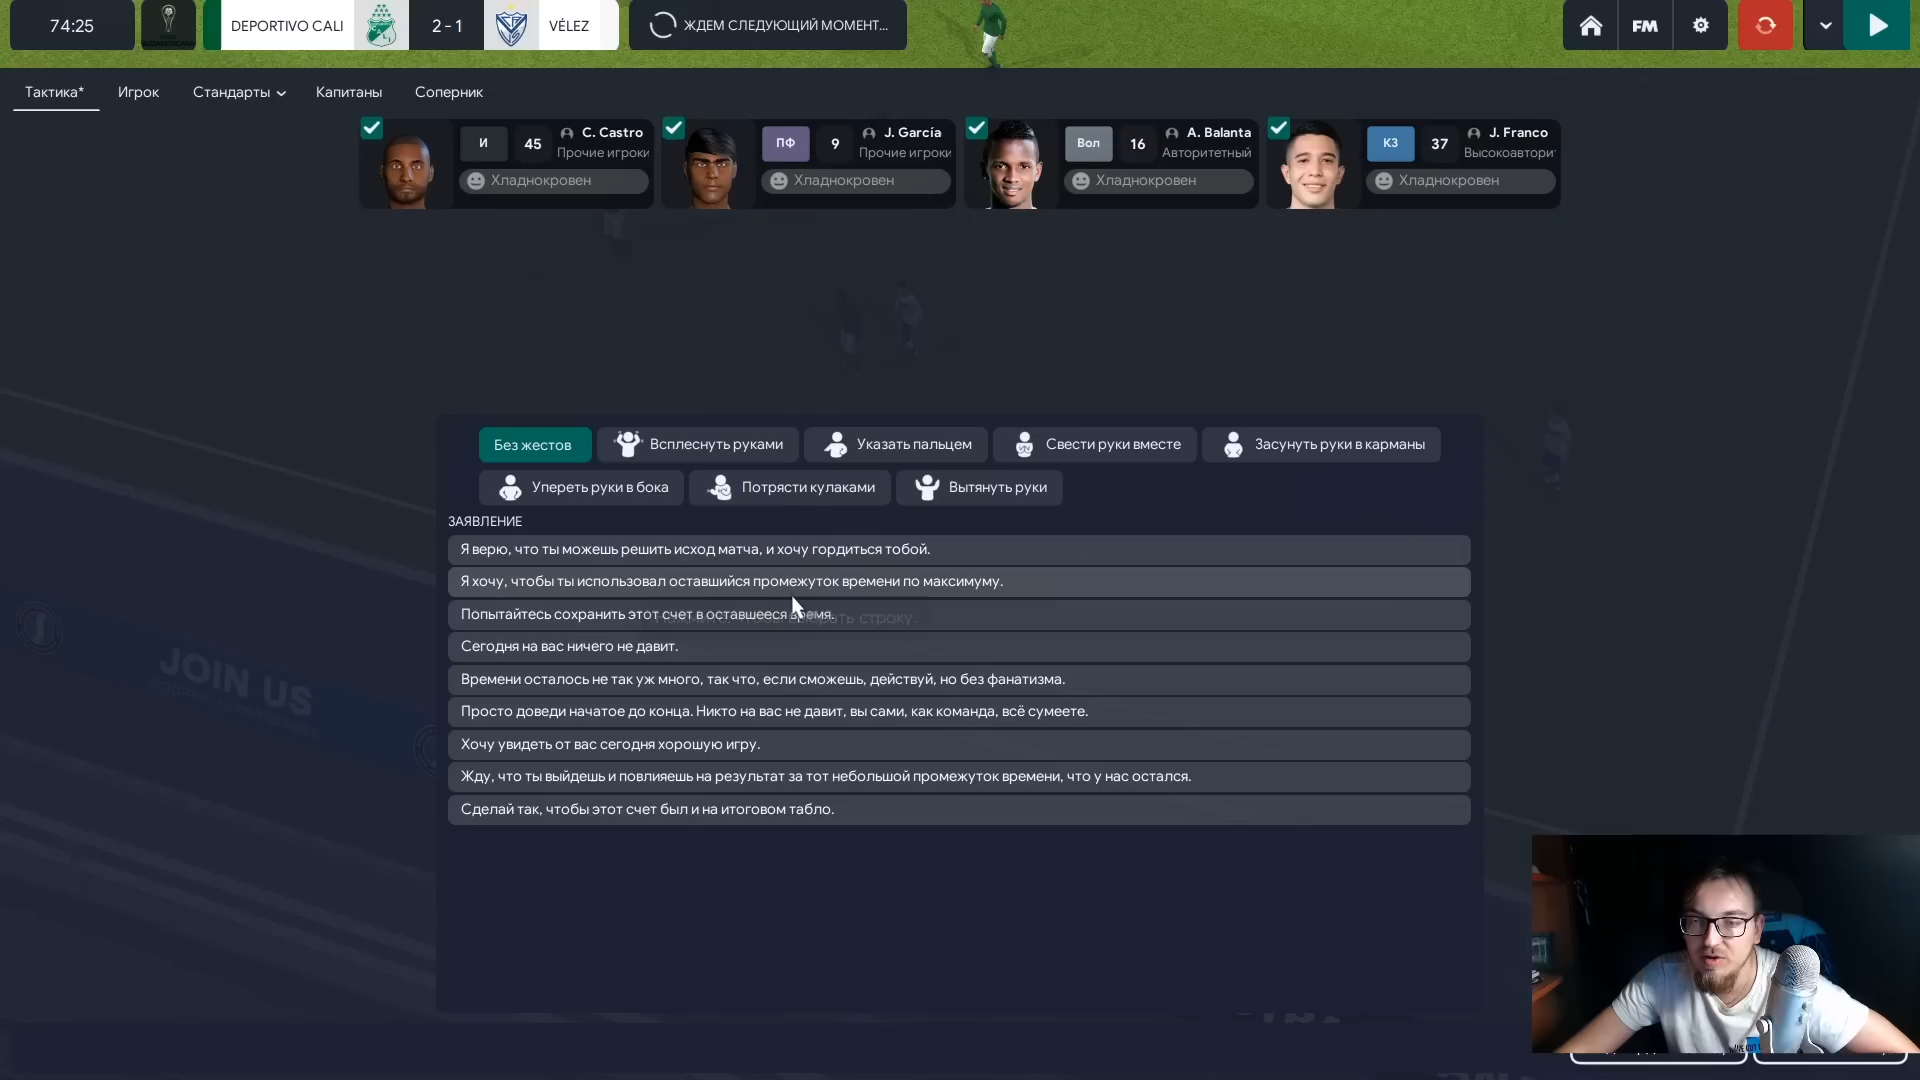 74:25
DEPORTIVO CALI
2 - 1
VÉLEZ
ЖДЕМ СЛЕДУЮЩИЙ МОМЕНТ...
FM
Тактика*
Игрок
Стандарты
Капитаны
Соперник
И 45 C. Castro
Прочие игроки
Хладнокровен
ПФ 9 J. García
Прочие игроки
Хладнокровен
Вол 16 A. Balanta
Авторитетный
Хладнокровен
КЗ 37 J. Franco
Высокоавтори
Хладнокровен
Без жестов
Всплеснуть руками
Указать пальцем
Свести руки вместе
Засунуть руки в карманы
Упереть руки в бока
Потрясти кулаками
Вытянуть руки
ЗАЯВЛЕНИЕ
Я верю, что ты можешь решить исход матча, и хочу гордиться тобой.
Я хочу, чтобы ты использовал оставшийся промежуток времени по максимуму.
Попытайтесь сохранить этот счет в оставшееся время.
Сегодня на вас ничего не давит.
Времени осталось не так уж много, так что, если сможешь, действуй, но без фанатизма.
Просто доведи начатое до конца. Никто на вас не давит, вы сами, как команда, всё сумеете.
Хочу увидеть от вас сегодня хорошую игру.
Жду, что ты выйдешь и повлияешь на результат за тот небольшой промежуток времени, что у нас остался.
Сделай так, чтобы этот счет был и на итоговом табло.
JOIN US